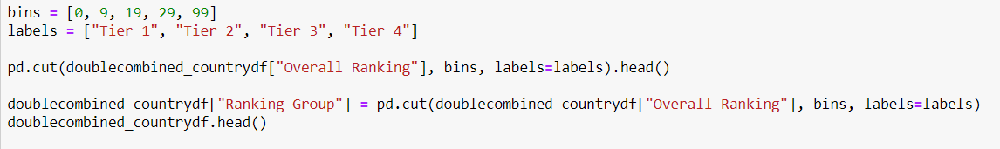 bins = [0, 9, 19, 29, 99]
labels = ["Tier 1", "Tier 2", "Tier 3", "Tier 4"]
pd.cut(doublecombined_countrydf["Overall Ranking"], bins, labels=labels).head()
doublecombined_countrydf["Ranking Group"] = pd.cut(doublecombined_countrydf["Overall Ranking"], bins, labels=labels)
doublecombined_countrydf.head()